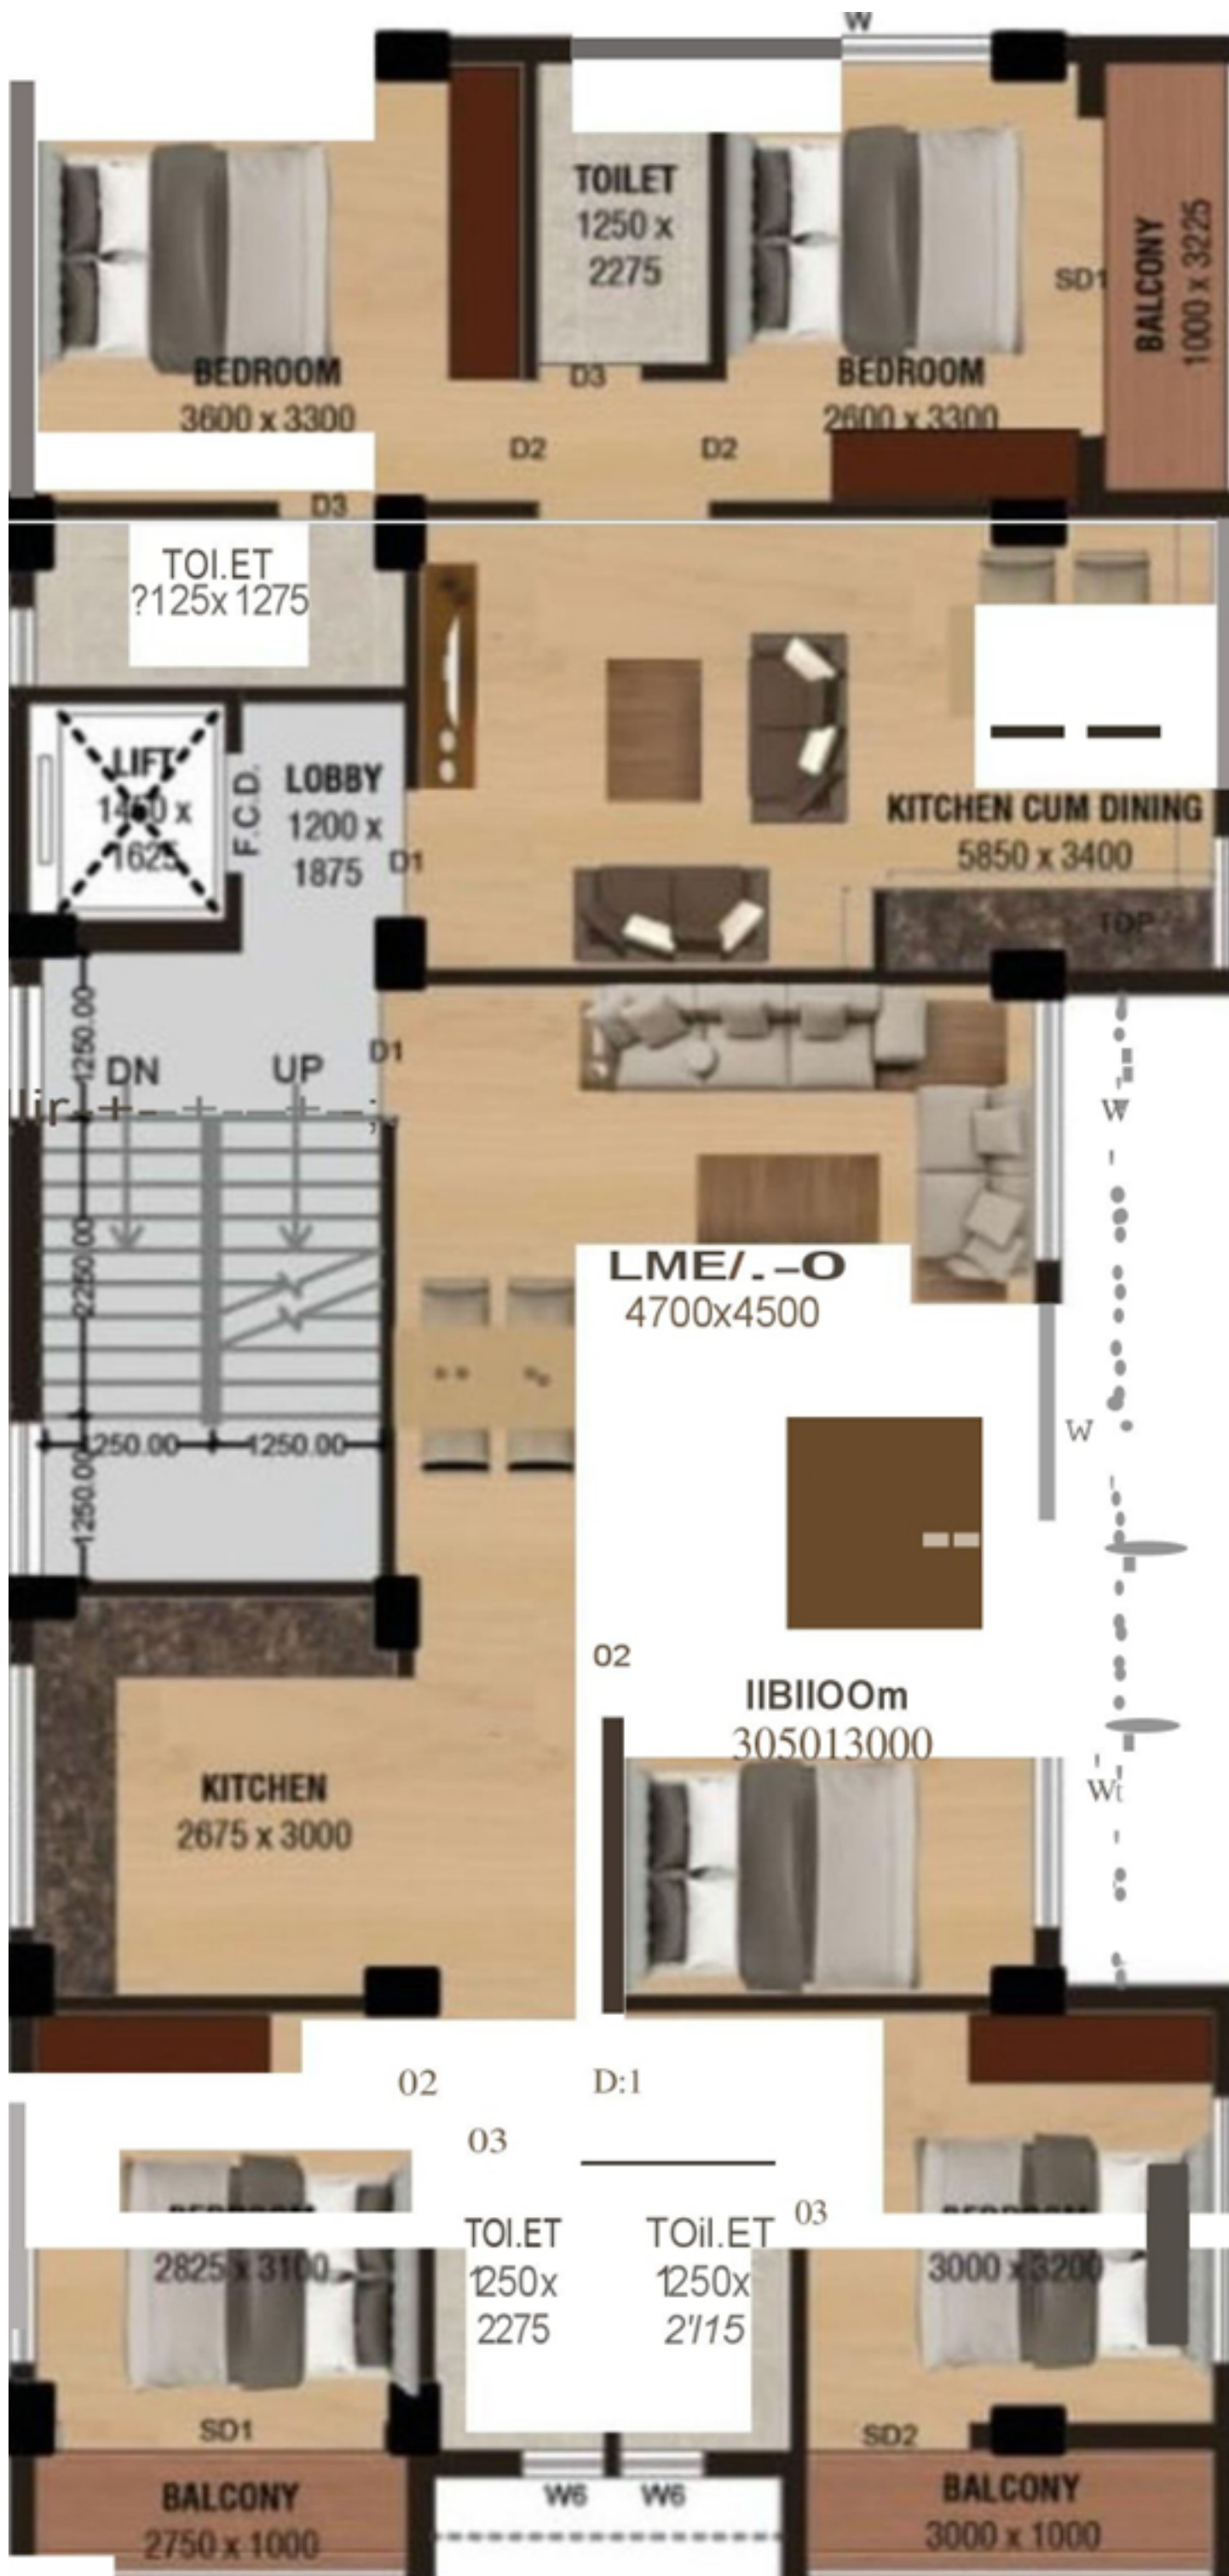 W
TOILET
1250 x
2275
SD1
BALCONY
1000 x 3225
BEDROOM
3600 x 3300
D3
BEDROOM
2600 x 3300
D2
D2
D3
TOI.ET
?125x 1275
LIFT
1625
F.C.D.
LOBBY
1200 x
1875
D1
KITCHEN CUM DINING
5850 x 3400
TOP
1250.00
DN
UP
D1
W
2250.00
LME/.-O
4700x4500
W
250.00
1250.00
1250.00
O2
IIBIIOOm
305013000
Wt
KITCHEN
2675 x 3000
02
D:1
03
03
TOI.ET
1250x
2275
TOil.ET
1250x
2'/15
2825 x 3100
3000 x 3200
SD1
SD2
W6
W6
BALCONY
2750 x 1000
BALCONY
3000 x 1000